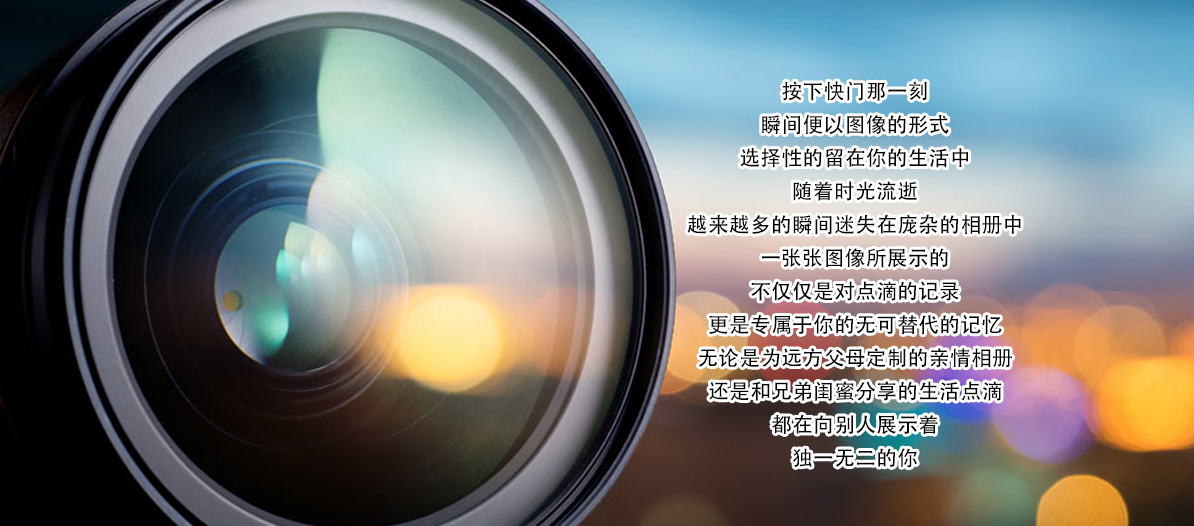 按下快门那一刻
瞬间便以图像的形式
选择性的留在你的生活中
随着时光流逝
越来越多的瞬间迷失在庞杂的相册中
一张张图像所展示的
不仅仅是对点滴的记录
更是专属于你的无可替代的记忆
无论是为远方父母定制的亲情相册
还是和兄弟闺蜜分享的生活点滴
都在向别人展示着
独一无二的你